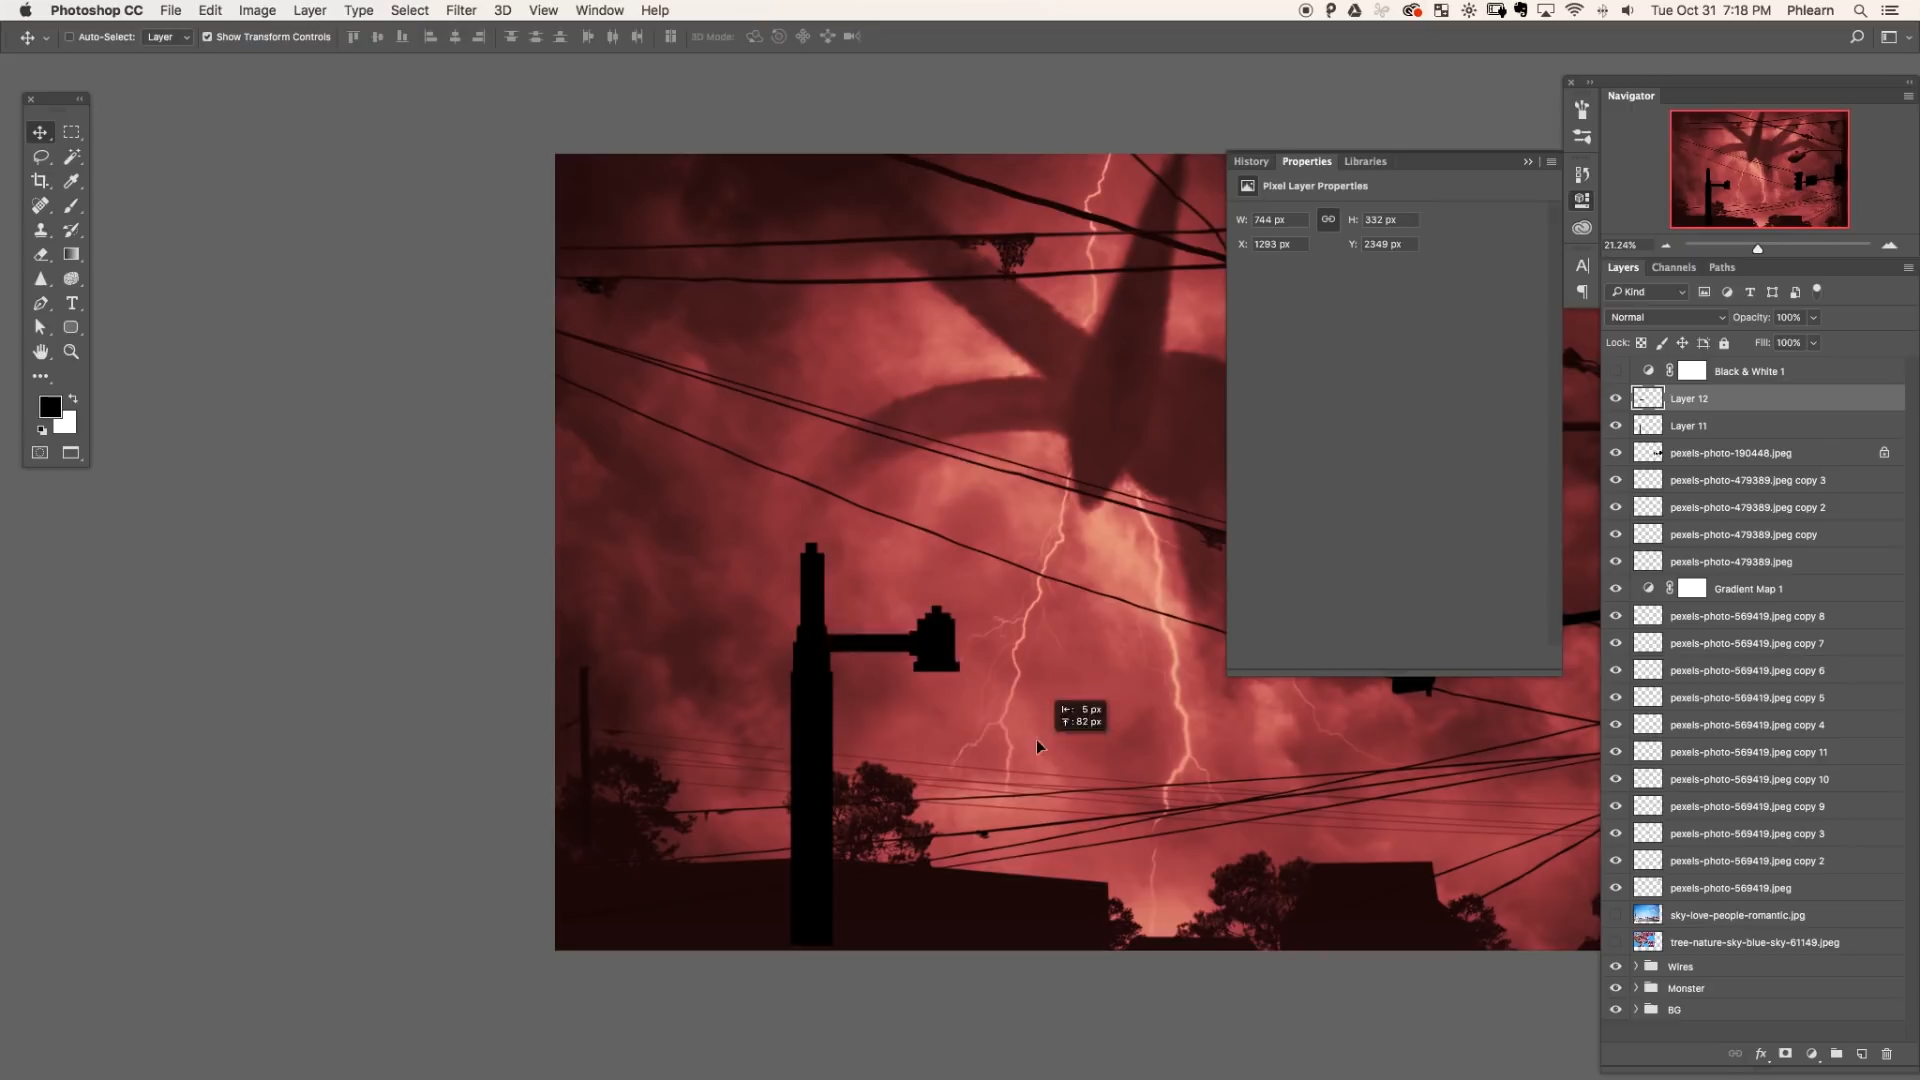 Photoshop CC File Edit Image Layer Type Select Filter 3D View Window Help Tue Oct 31 7:18 PM Phlearn
Auto-Select: Layer Show Transform Controls 3D Mode:
Navigator
History Properties Libraries
Pixel Layer Properties
W: 744 px H: 332 px
X: 1293 px Y: 2349 px
21.24%
Layers Channels Paths
Kind
Normal Opacity: 100%
Lock: Fill: 100%
Black & White 1
Layer 12
Layer 11
pexels-photo-190448.jpeg
pexels-photo-479389.jpeg copy 3
pexels-photo-479389.jpeg copy 2
pexels-photo-479389.jpeg copy
pexels-photo-479389.jpeg
Gradient Map 1
pexels-photo-569419.jpeg copy 8
pexels-photo-569419.jpeg copy 7
pexels-photo-569419.jpeg copy 6
pexels-photo-569419.jpeg copy 5
pexels-photo-569419.jpeg copy 4
pexels-photo-569419.jpeg copy 11
pexels-photo-569419.jpeg copy 10
pexels-photo-569419.jpeg copy 9
pexels-photo-569419.jpeg copy 3
pexels-photo-569419.jpeg copy 2
pexels-photo-569419.jpeg
sky-love-people-romantic.jpg
tree-nature-sky-blue-sky-61149.jpeg
Wires
Monster
BG
5 px
82 px